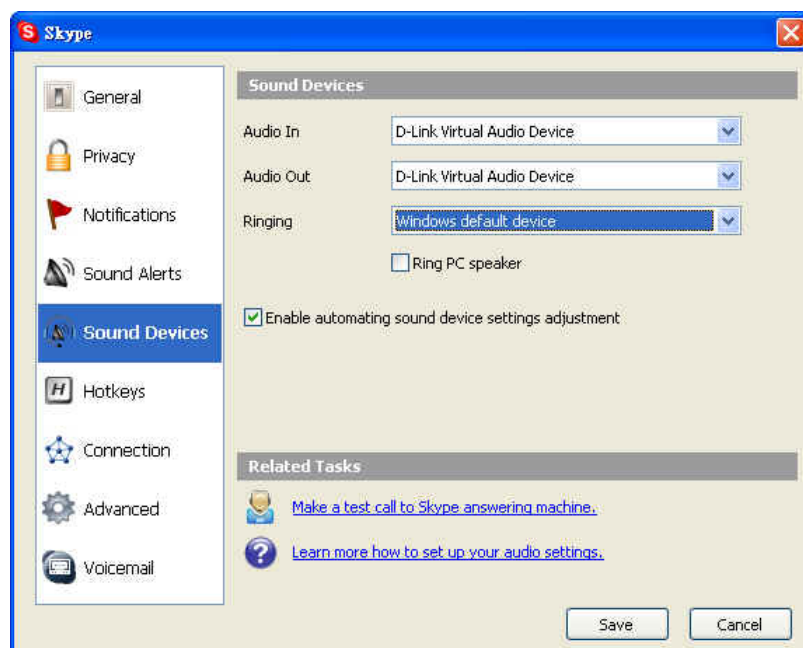 Skype
General
Privacy
Notifications
Sound Alerts
Sound Devices
Hotkeys
Connection
Advanced
Voicemail
Sound Devices
Audio In
D-Link Virtual Audio Device
Audio Out
D-Link Virtual Audio Device
Ringing
Windows default device
Ring PC speaker
Enable automating sound device settings adjustment
Related Tasks
Make a test call to Skype answering machine.
Learn more how to set up your audio settings.
Save
Cancel